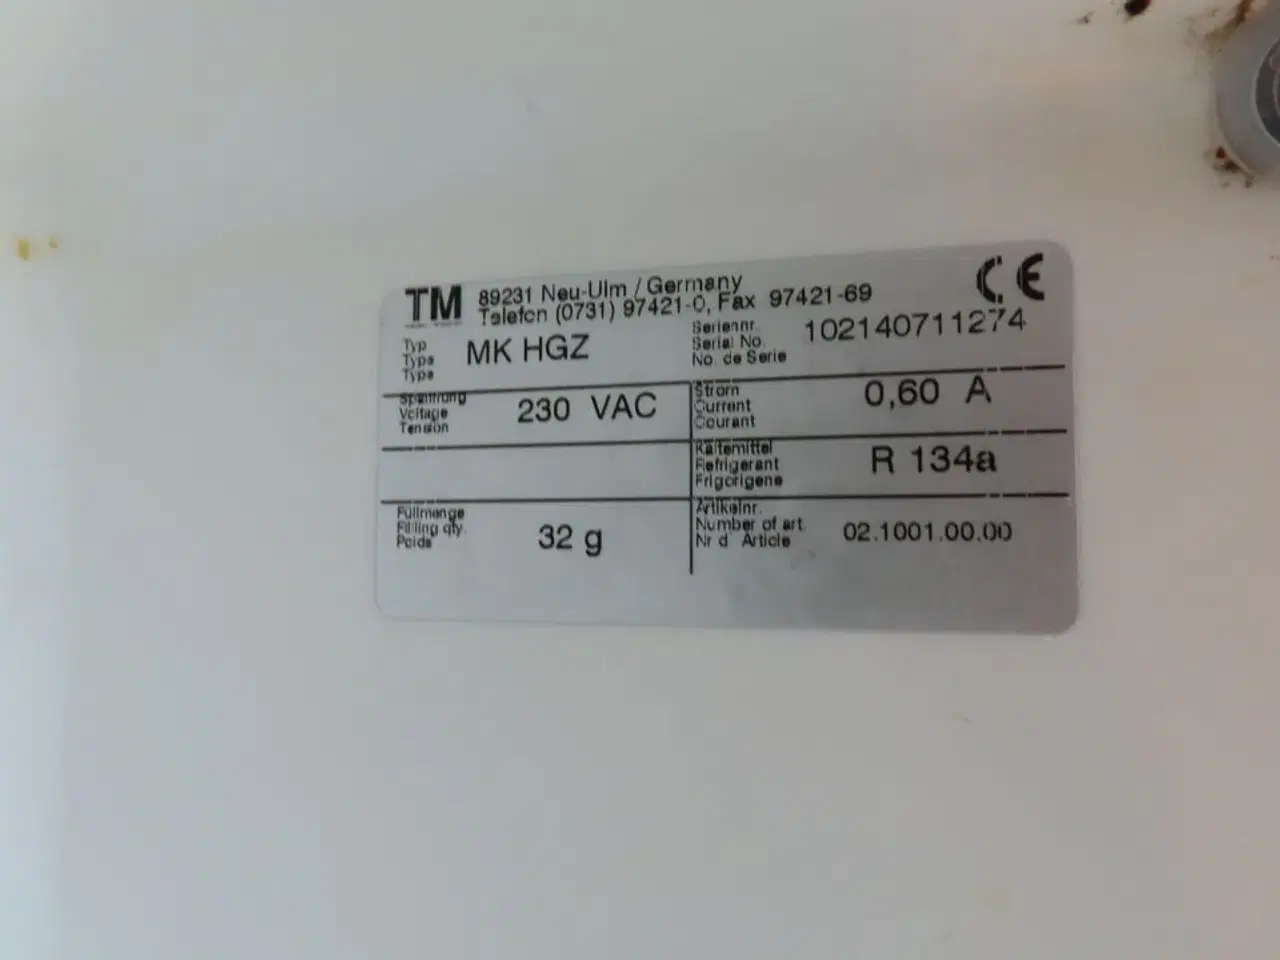 TM
89231 Neu-Ulm / Germany
Telefon (0731) 97421-0, Fax 97421-69
CE
Typ
Type
Type
MK HGZ
Seriennr.
Serial No.
No. de Serie
102140711274
Spannung
Voltage
Tension
230 VAC
Strom
Current
Courant
0,60 A
Kältemittel
Refrigerant
Frigorigene
R 134a
Füllmenge
Filling qty.
Poids
32 g
Artikelnr.
Number of art.
Nr d' Article
02.1001.00.00